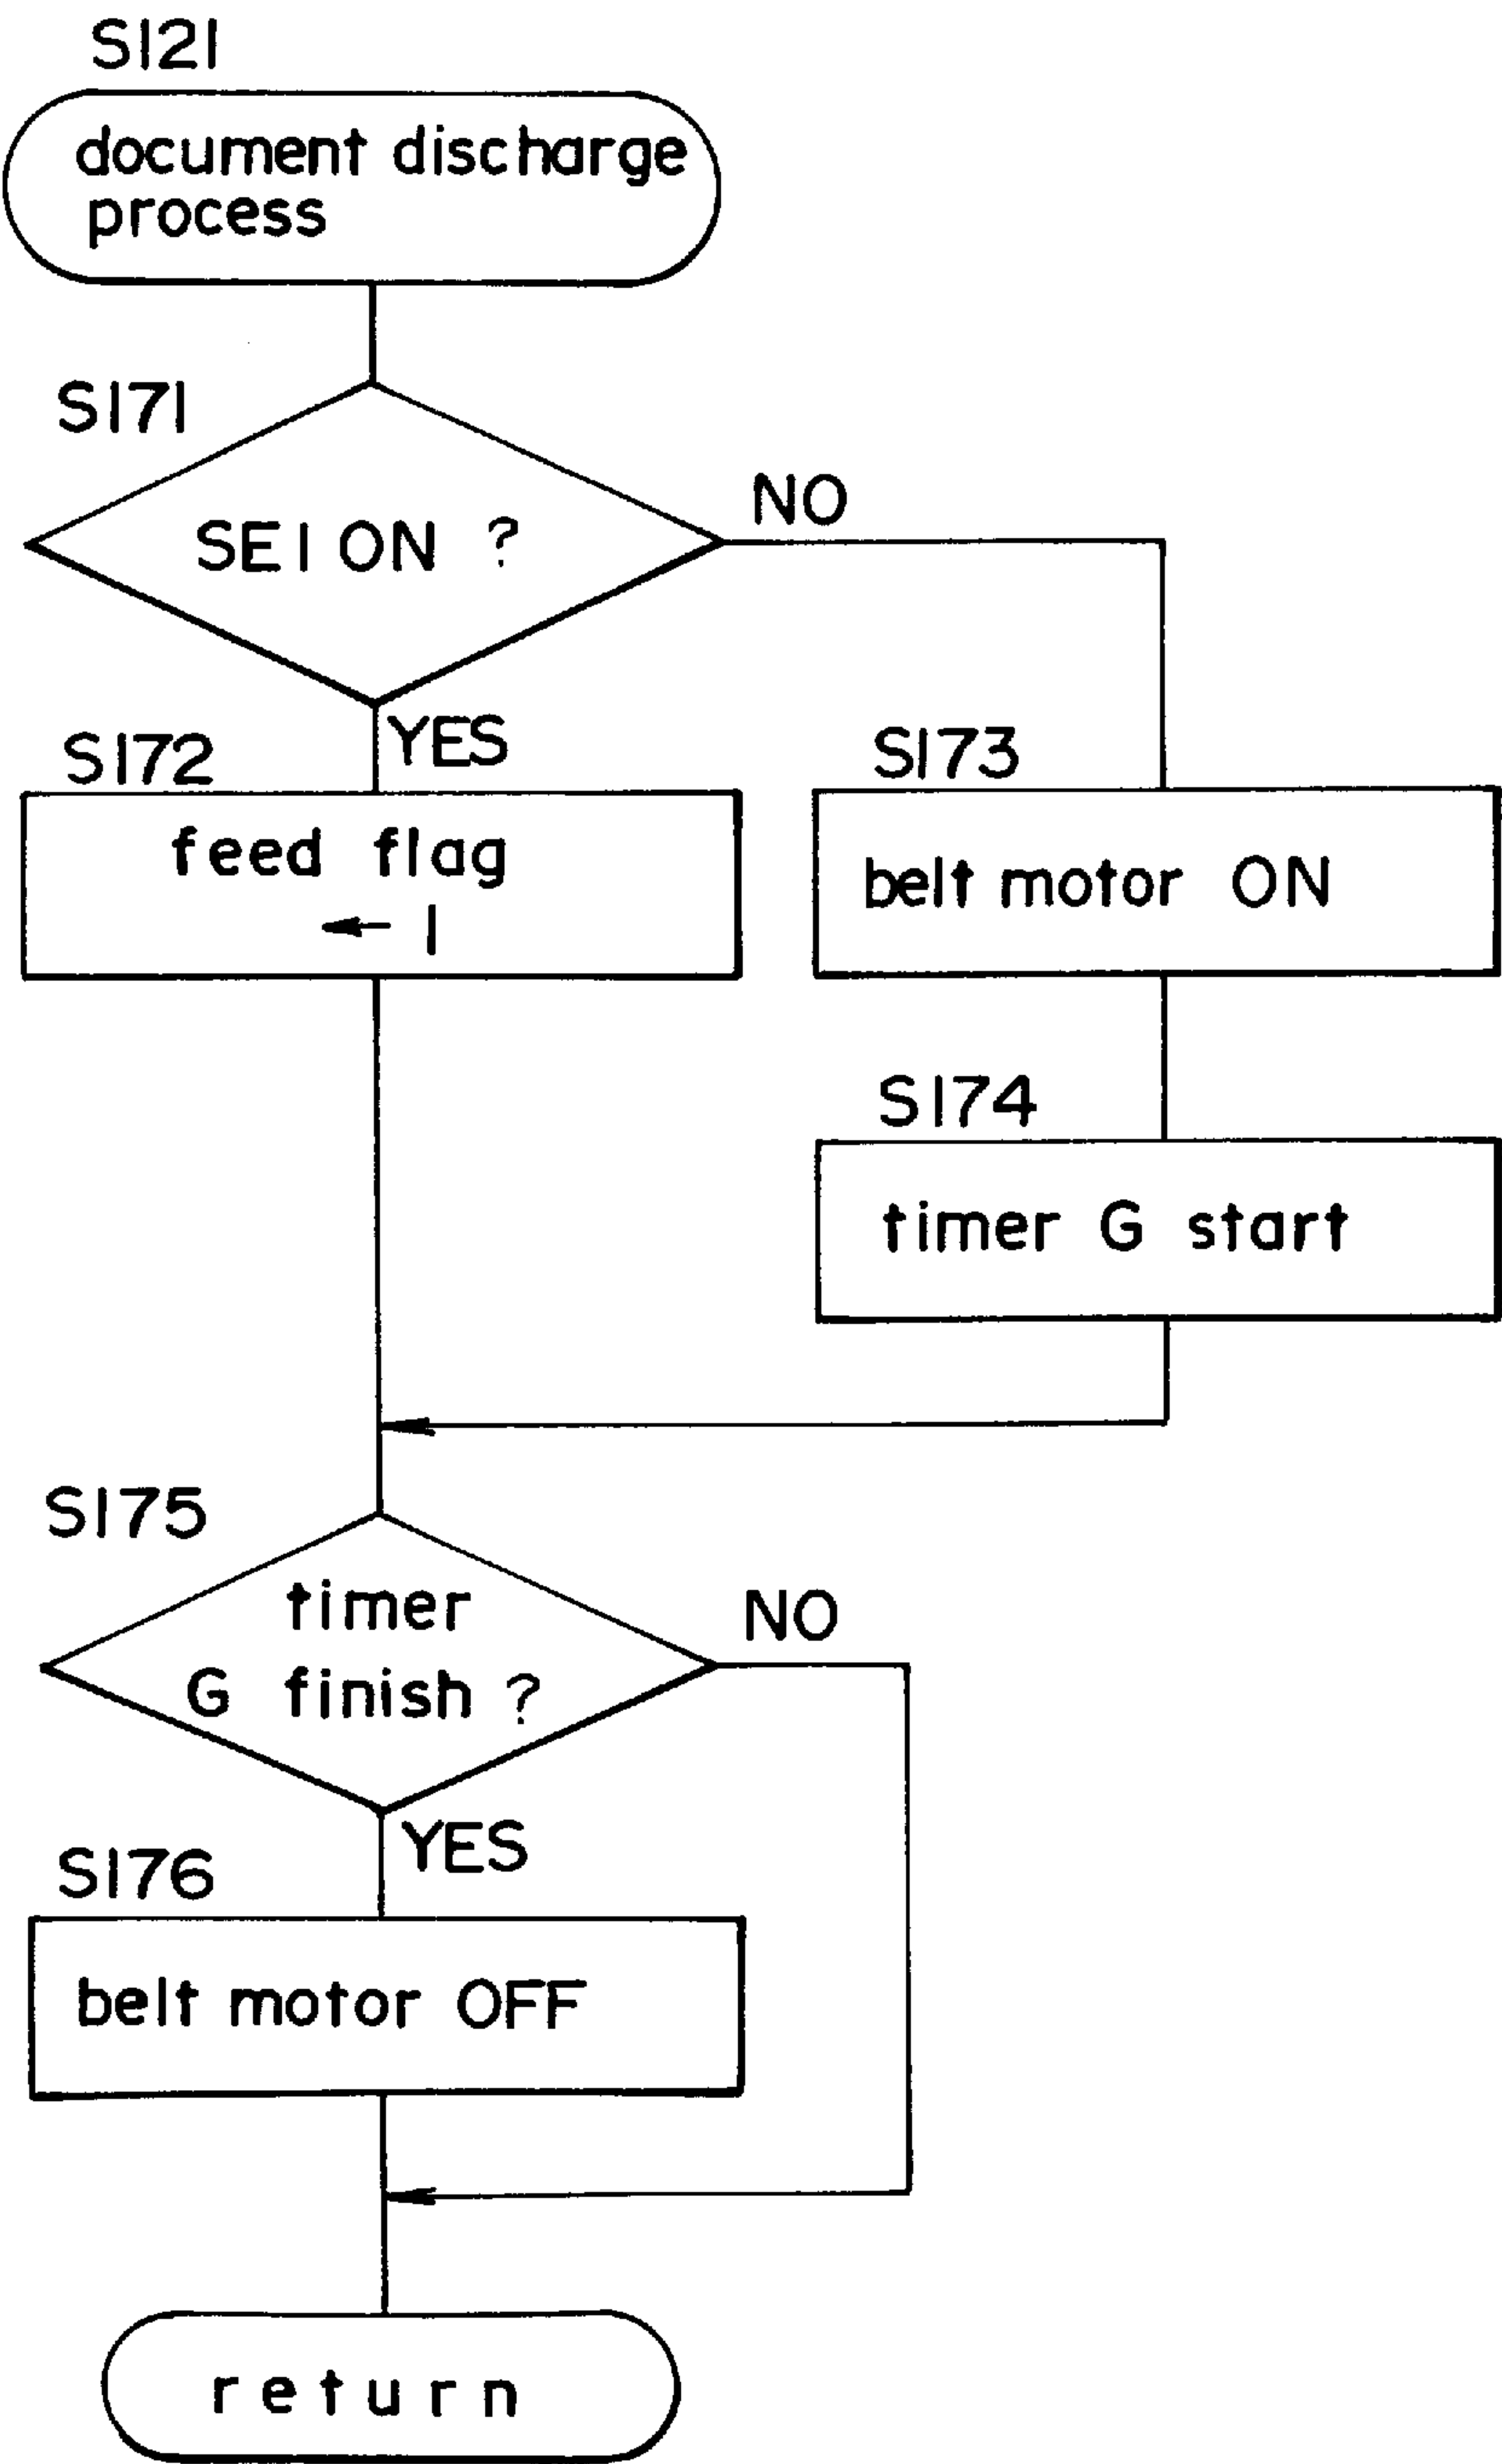 S121
document discharge
process
S171
SE1 ON ?
NO
YES
S172
feed flag
← 1
S173
belt motor ON
S174
timer G start
S175
timer
G finish ?
NO
YES
S176
belt motor OFF
return